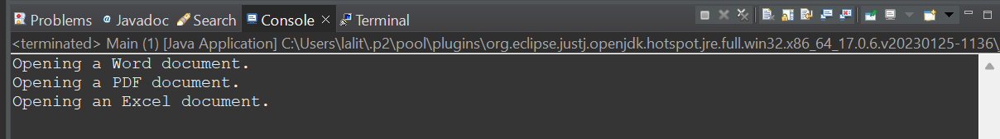 Problems @ Javadoc Search Console Terminal
<terminated> Main (1) [Java Application] C:\Users\lalit\.p2\pool\plugins\org.eclipse.justj.openjdk.hotspot.jre.full.win32.x86_64_17.0.6.v20230125-1136\
Opening a Word document.
Opening a PDF document.
Opening an Excel document.